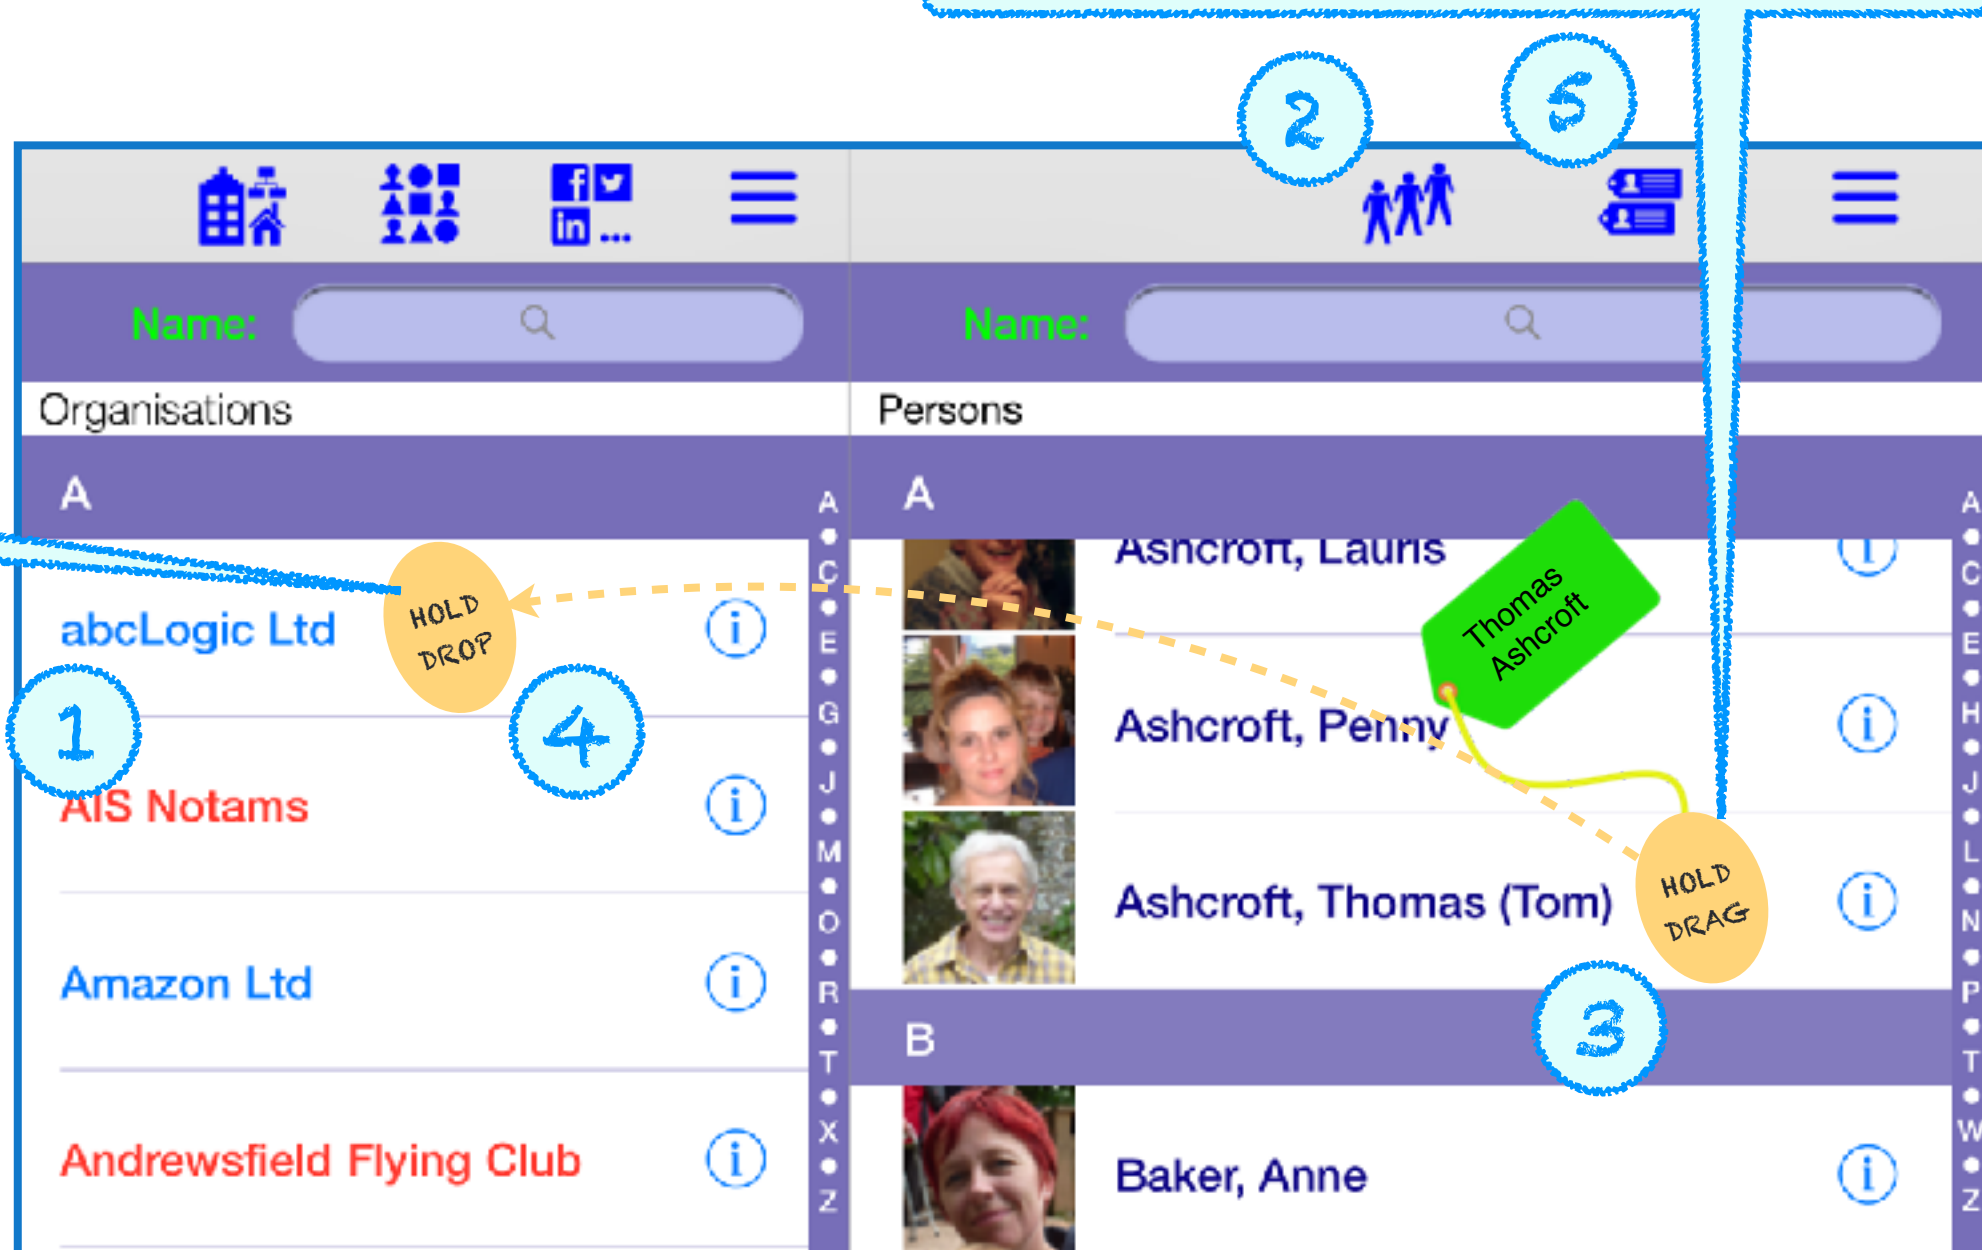 2
5
f
in ...
Name:
Name:
Organisations
Persons
A
A
A
C
E
G
J
M
O
R
T
X
Z
A
C
E
H
J
L
N
P
T
W
Z
abcLogic Ltd
HOLD
DROP
i
1
4
AIS Notams
i
Amazon Ltd
i
Andrewsfield Flying Club
i
Ashcroft, Lauris
i
Thomas
Ashcroft
Ashcroft, Penny
i
Ashcroft, Thomas (Tom)
HOLD
DRAG
i
3
B
Baker, Anne
i